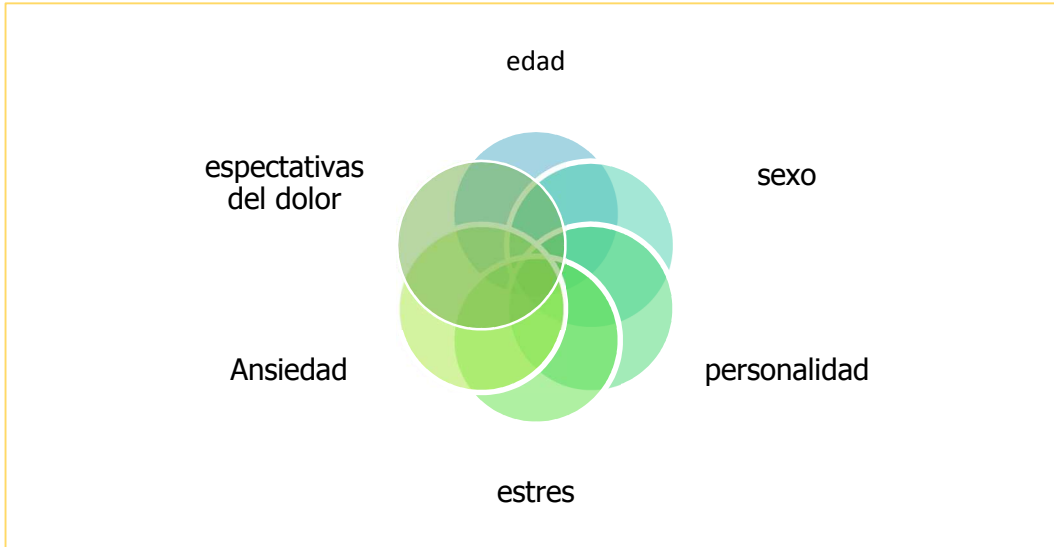 edad
sexo
personalidad
estres
Ansiedad
espectativas
del dolor